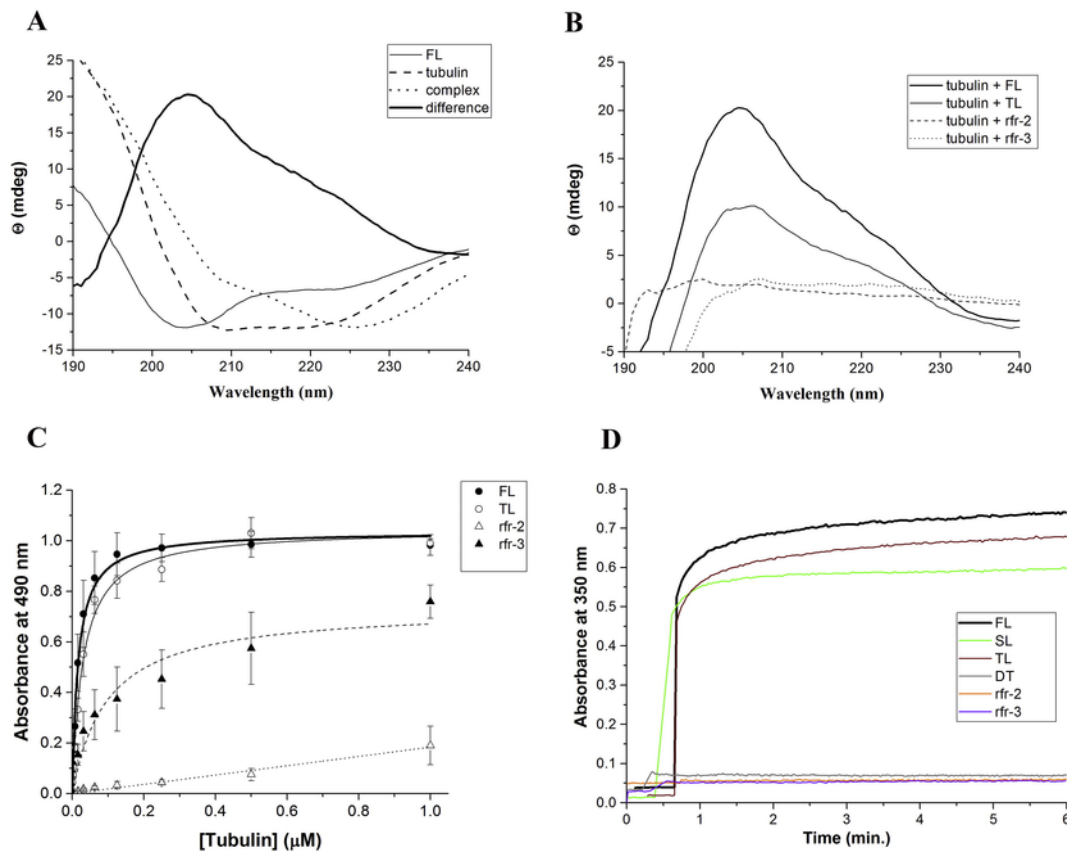 A
FL
tubulin
complex
difference
25
20
15
10
5
0
-5
-10
-15
Θ (mdeg)
190 200 210 220 230 240
Wavelength (nm)
B
tubulin + FL
tubulin + TL
tubulin + rfr-2
tubulin + rfr-3
25
20
15
10
5
0
-5
Θ (mdeg)
190 200 210 220 230 240
Wavelength (nm)
C
FL
TL
rfr-2
rfr-3
1.2
1.0
0.8
0.6
0.4
0.2
0.0
Absorbance at 490 nm
0.0 0.2 0.4 0.6 0.8 1.0
[Tubulin] (μM)
D
0.8
0.7
0.6
0.5
0.4
0.3
0.2
0.1
0.0
Absorbance at 350 nm
FL
SL
TL
DT
rfr-2
rfr-3
0 1 2 3 4 5 6
Time (min.)